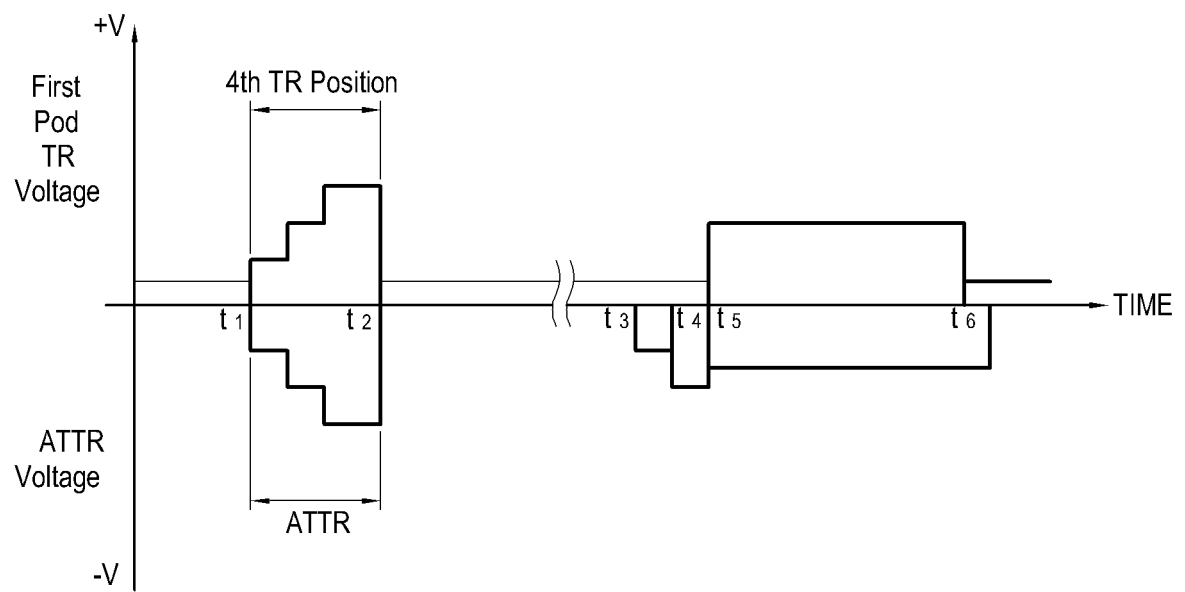 +V
First
Pod
TR
Voltage
4th TR Position
t 1
t 2
t 3
t 4
t 5
t 6
TIME
ATTR
Voltage
ATTR
-V